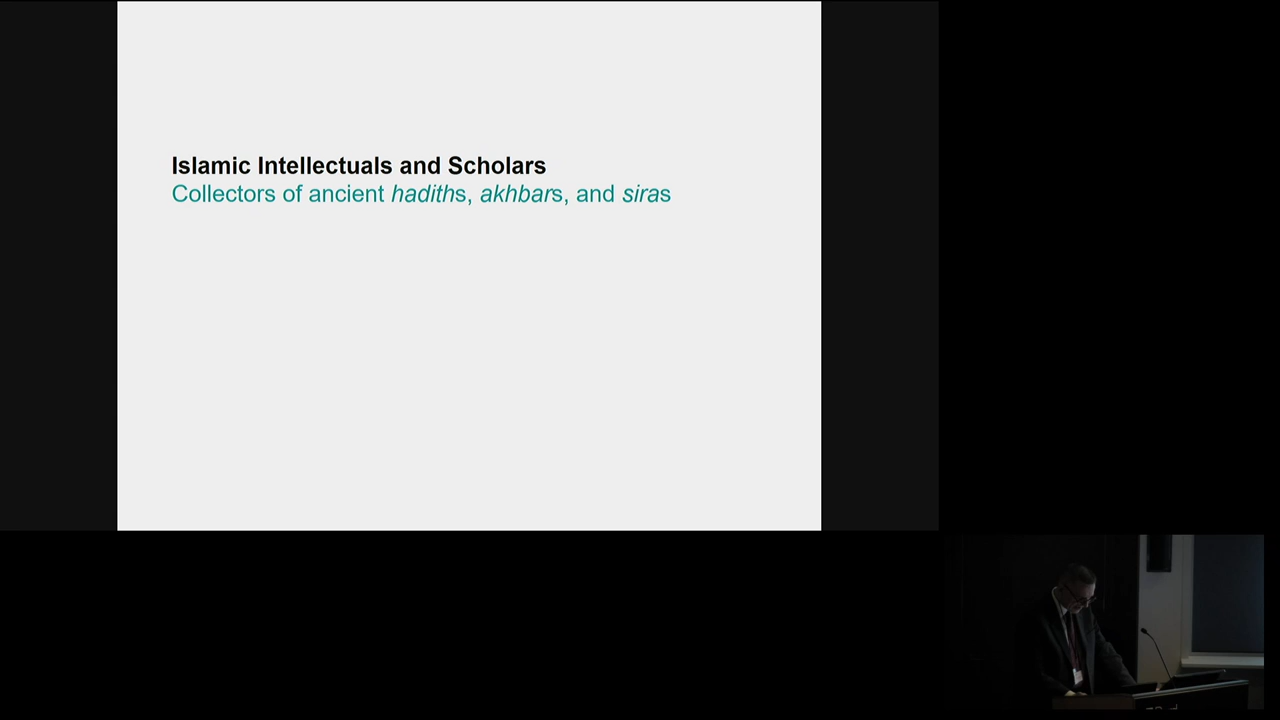 Islamic Intellectuals and Scholars
Collectors of ancient hadiths, akhbars, and siras